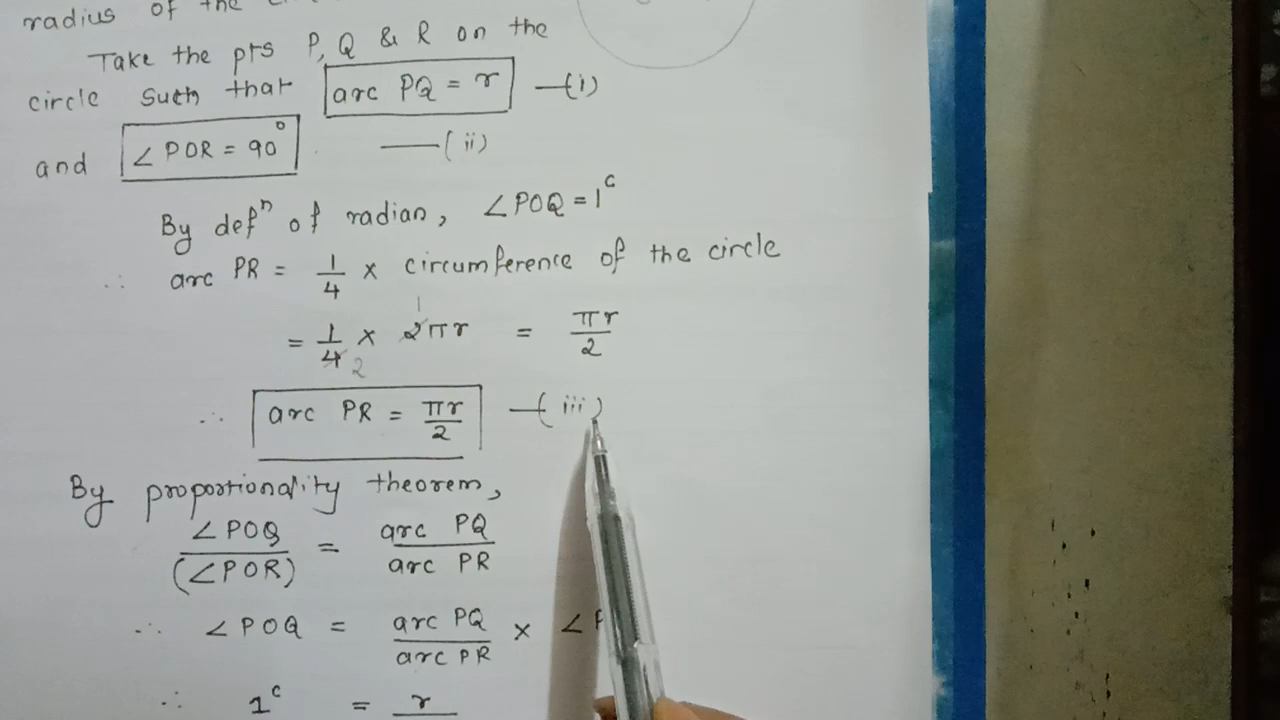 radius of the
Take the pts P, Q & R on the
circle such that arc PQ = r —(i)
and ∠POR = 90° —(ii)
By defⁿ of radian, ∠POQ = 1ᶜ
∴ arc PR = 1/4 × circumference of the circle
= 1/4 × 2πr = πr/2
1
2
∴ arc PR = πr/2 —(iii)
By proportionality theorem,
∠POQ/(∠POR) = arc PQ/arc PR
∴ ∠POQ = arc PQ/arc PR × ∠P
∴ 1ᶜ = r